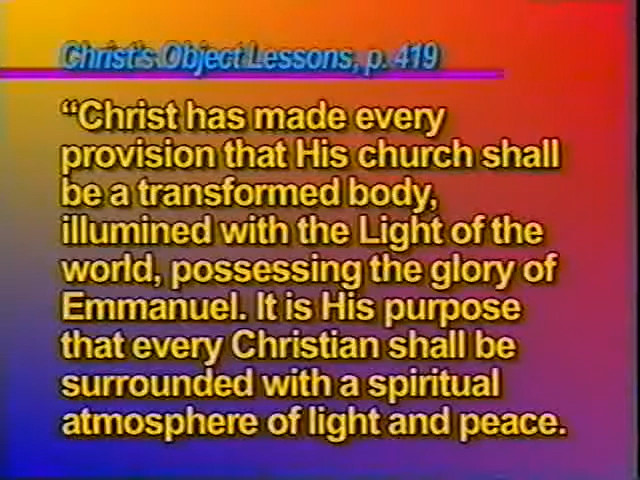 Christ's Object Lessons, p. 419
“Christ has made every
provision that His church shall
be a transformed body,
illumined with the Light of the
world, possessing the glory of
Emmanuel. It is His purpose
that every Christian shall be
surrounded with a spiritual
atmosphere of light and peace.